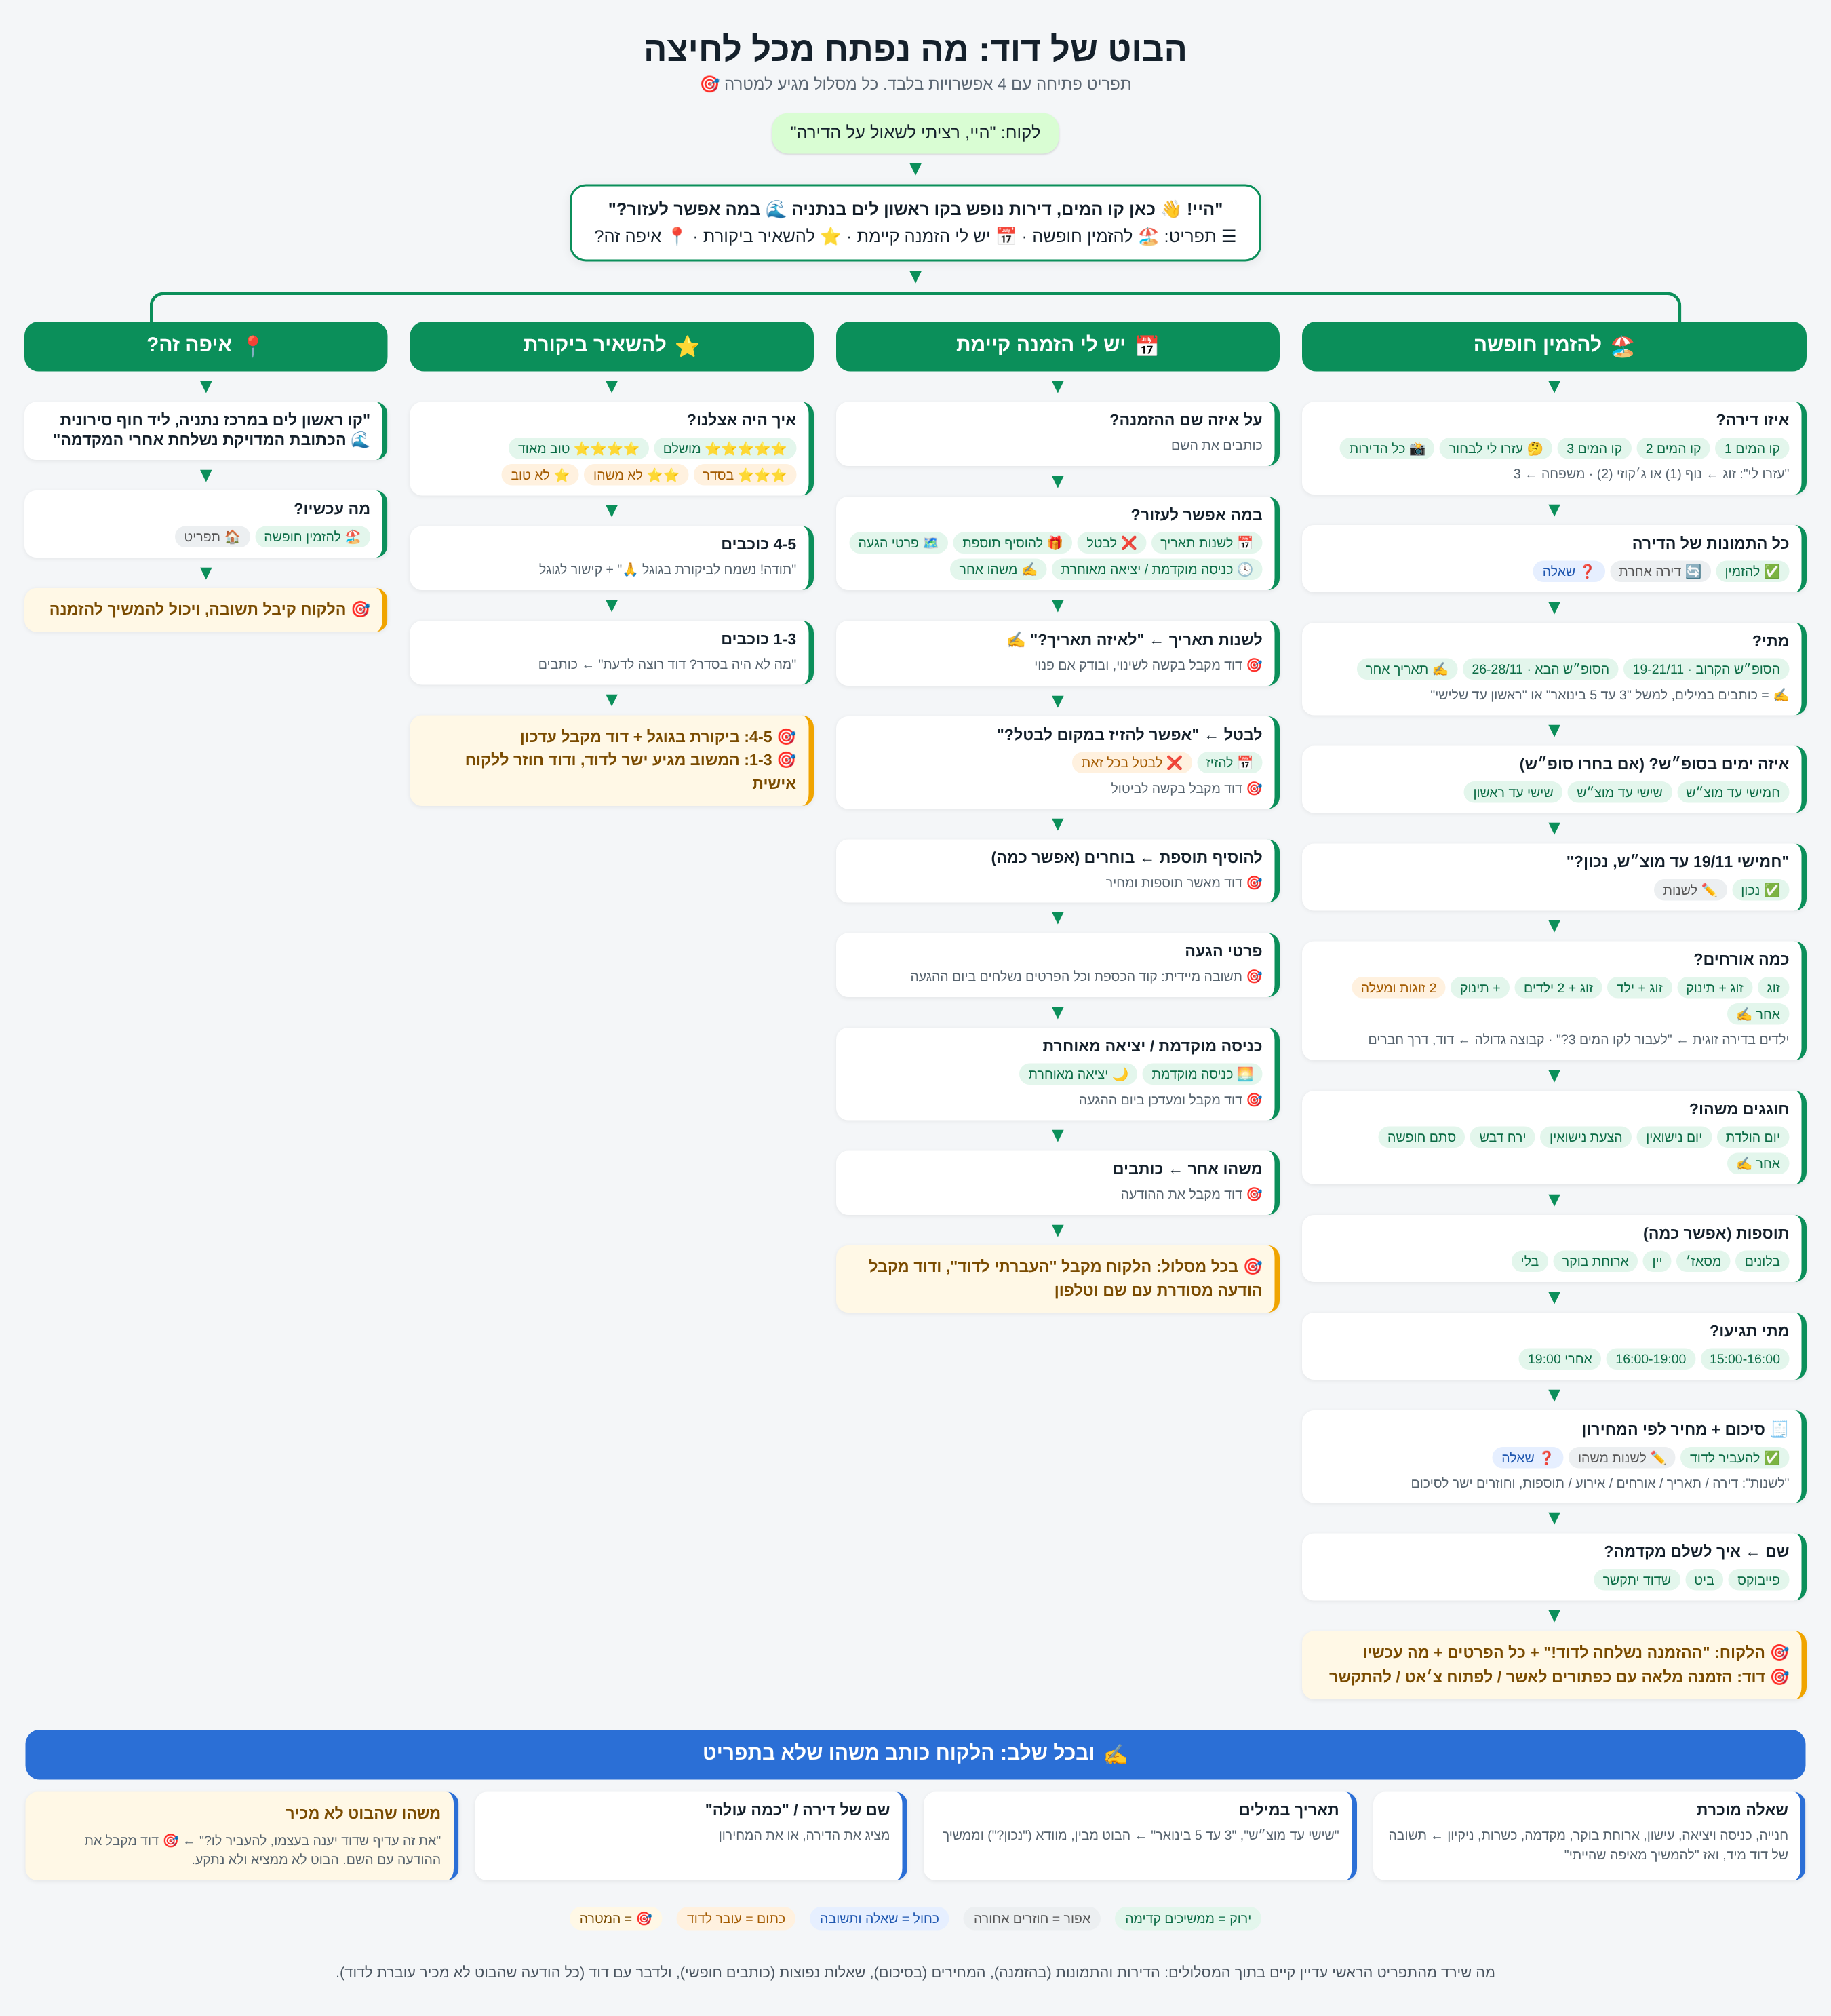 הבוט של דוד: מה נפתח מכל לחיצה
תפריט פתיחה עם 4 אפשרויות בלבד. כל מסלול מגיע למטרה 🎯
לקוח: "היי, רציתי לשאול על הדירה"
▼
"היי! 👋 כאן קו המים, דירות נופש בקו ראשון לים בנתניה 🌊 במה אפשר לעזור?"
☰ תפריט: 🏖️ להזמין חופשה · 📅 יש לי הזמנה קיימת · ⭐ להשאיר ביקורת · 📍 איפה זה?
▼
🏖️ להזמין חופשה
▼
איזו דירה?
קו המים 1 קו המים 2 קו המים 3 🤔 עזרו לי לבחור 📸 כל הדירות
"עזרו לי": זוג ← נוף (1) או ג׳קוזי (2) · משפחה ← 3
▼
כל התמונות של הדירה
✅ להזמין 🔄 דירה אחרת ❓ שאלה
▼
מתי?
הסופ״ש הקרוב · 19-21/11 הסופ״ש הבא · 26-28/11 ✍️ תאריך אחר
✍️ = כותבים במילים, למשל "3 עד 5 בינואר" או "ראשון עד שלישי"
▼
איזה ימים בסופ״ש? (אם בחרו סופ״ש)
חמישי עד מוצ״ש שישי עד מוצ״ש שישי עד ראשון
▼
"חמישי 19/11 עד מוצ״ש, נכון?"
✅ נכון ✏️ לשנות
▼
כמה אורחים?
זוג זוג + תינוק זוג + ילד זוג + 2 ילדים + תינוק 2 זוגות ומעלה
אחר ✍️
ילדים בדירה זוגית ← "לעבור לקו המים 3?" · קבוצה גדולה ← דוד, דרך חברים
▼
חוגגים משהו?
יום הולדת יום נישואין הצעת נישואין ירח דבש סתם חופשה
אחר ✍️
▼
תוספות (אפשר כמה)
בלונים מסאז׳ יין ארוחת בוקר בלי
▼
מתי תגיעו?
15:00-16:00 16:00-19:00 אחרי 19:00
▼
🧾 סיכום + מחיר לפי המחירון
✅ להעביר לדוד ✏️ לשנות משהו ❓ שאלה
"לשנות": דירה / תאריך / אורחים / אירוע / תוספות, וחוזרים ישר לסיכום
▼
שם ← איך לשלם מקדמה?
פייבוקס ביט שדוד יתקשר
▼
🎯 הלקוח: "ההזמנה נשלחה לדוד!" + כל הפרטים + מה עכשיו
🎯 דוד: הזמנה מלאה עם כפתורים לאשר / לפתוח צ׳אט / להתקשר
📅 יש לי הזמנה קיימת
▼
על איזה שם ההזמנה?
כותבים את השם
▼
במה אפשר לעזור?
📅 לשנות תאריך ❌ לבטל 🎁 להוסיף תוספת 🗺️ פרטי הגעה
🕓 כניסה מוקדמת / יציאה מאוחרת ✍️ משהו אחר
▼
לשנות תאריך ← "לאיזה תאריך?" ✍️
🎯 דוד מקבל בקשה לשינוי, ובודק אם פנוי
▼
לבטל ← "אפשר להזיז במקום לבטל?"
📅 להזיז ❌ לבטל בכל זאת
🎯 דוד מקבל בקשה לביטול
▼
להוסיף תוספת ← בוחרים (אפשר כמה)
🎯 דוד מאשר תוספות ומחיר
▼
פרטי הגעה
🎯 תשובה מיידית: קוד הכספת וכל הפרטים נשלחים ביום ההגעה
▼
כניסה מוקדמת / יציאה מאוחרת
🌅 כניסה מוקדמת 🌙 יציאה מאוחרת
🎯 דוד מקבל ומעדכן ביום ההגעה
▼
משהו אחר ← כותבים
🎯 דוד מקבל את ההודעה
▼
🎯 בכל מסלול: הלקוח מקבל "העברתי לדוד", ודוד מקבל
הודעה מסודרת עם שם וטלפון
⭐ להשאיר ביקורת
▼
איך היה אצלנו?
⭐⭐⭐⭐⭐ מושלם ⭐⭐⭐⭐ טוב מאוד
⭐⭐⭐ בסדר ⭐⭐ לא משהו ⭐ לא טוב
▼
4-5 כוכבים
"תודה! נשמח לביקורת בגוגל 🙏" + קישור לגוגל
▼
1-3 כוכבים
"מה לא היה בסדר? דוד רוצה לדעת" ← כותבים
▼
🎯 4-5: ביקורת בגוגל + דוד מקבל עדכון
🎯 1-3: המשוב מגיע ישר לדוד, ודוד חוזר ללקוח
אישית
📍 איפה זה?
▼
"קו ראשון לים במרכז נתניה, ליד חוף סירונית
🌊 הכתובת המדויקת נשלחת אחרי המקדמה"
▼
מה עכשיו?
🏖️ להזמין חופשה 🏠 תפריט
▼
🎯 הלקוח קיבל תשובה, ויכול להמשיך להזמנה
✍️ ובכל שלב: הלקוח כותב משהו שלא בתפריט
שאלה מוכרת
חנייה, כניסה ויציאה, עישון, ארוחת בוקר, מקדמה, כשרות, ניקיון ← תשובה
של דוד מיד, ואז "להמשיך מאיפה שהייתי"
תאריך במילים
"שישי עד מוצ״ש", "3 עד 5 בינואר" ← הבוט מבין, מוודא ("נכון?") וממשיך
שם של דירה / "כמה עולה"
מציג את הדירה, או את המחירון
משהו שהבוט לא מכיר
"את זה עדיף שדוד יענה בעצמו, להעביר לו?" ← 🎯 דוד מקבל את
ההודעה עם השם. הבוט לא ממציא ולא נתקע.
ירוק = ממשיכים קדימה אפור = חוזרים אחורה כחול = שאלה ותשובה כתום = עובר לדוד 🎯 = המטרה
מה שירד מהתפריט הראשי עדיין קיים בתוך המסלולים: הדירות והתמונות (בהזמנה), המחירים (בסיכום), שאלות נפוצות (כותבים חופשי), ולדבר עם דוד (כל הודעה שהבוט לא מכיר עוברת לדוד).